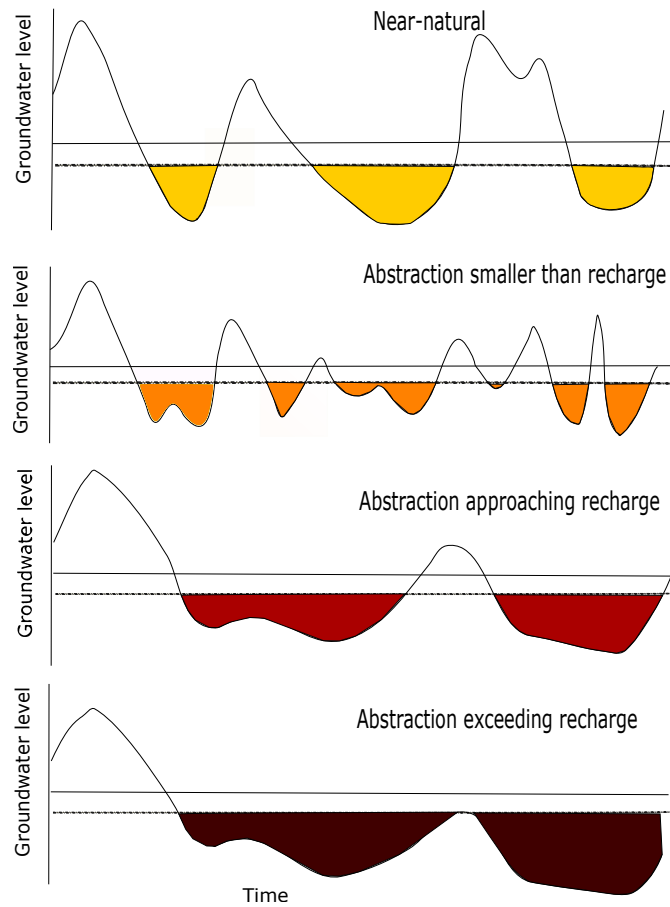 Near-natural
Groundwater level
Abstraction smaller than recharge
Groundwater level
Abstraction approaching recharge
Groundwater level
Abstraction exceeding recharge
Groundwater level
Time